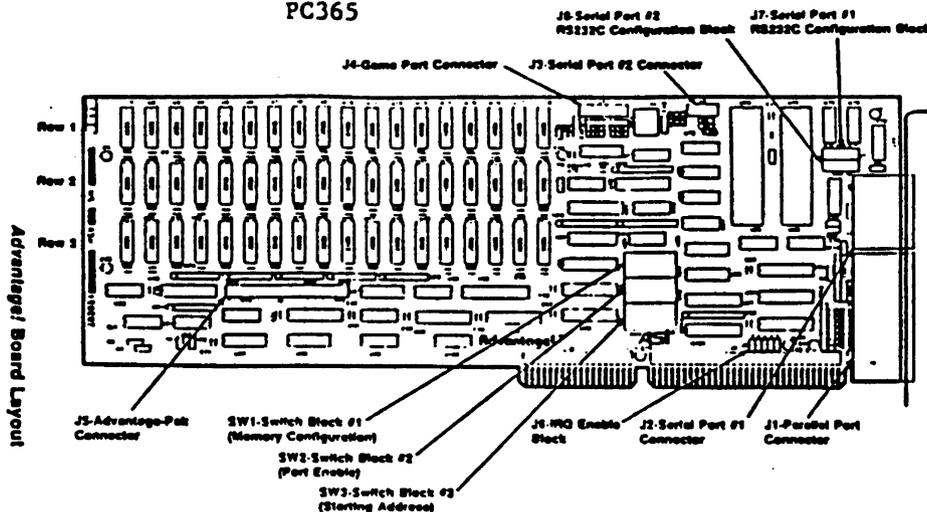 PC365
J8-Serial Port #2
RS232C Configuration Block
J7-Serial Port #1
RS232C Configuration Block
J4-Game Port Connector
J3-Serial Port #2 Connector
Row 1
Row 2
Row 3
Advantage! Board Layout
Advantage!
AST
J5-Advantage-Pak
Connector
SW1-Switch Block #1
(Memory Configuration)
SW2-Switch Block #2
(Port Enable)
SW3-Switch Block #3
(Starting Address)
J6-IRQ Enable
Block
J2-Serial Port #1
Connector
J1-Parallel Port
Connector